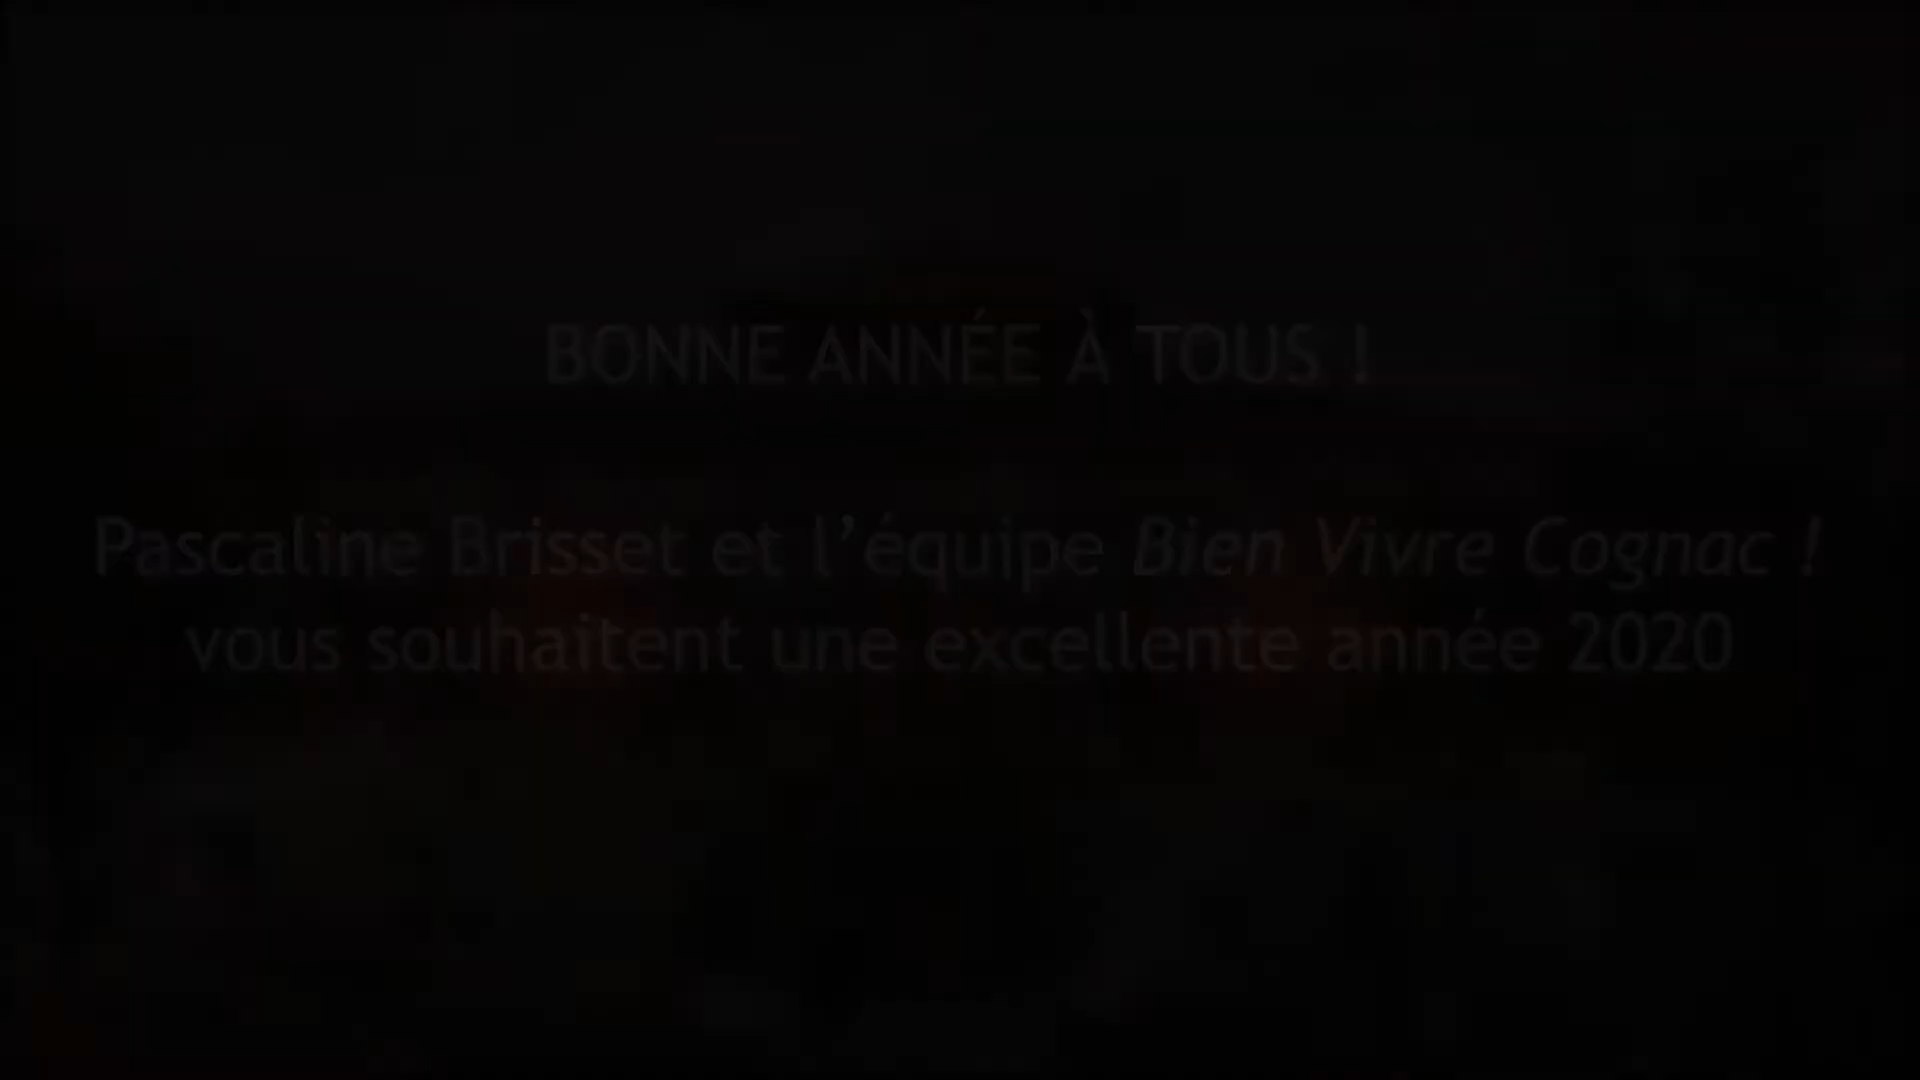 BONNE ANNÉE À TOUS !
Pascaline Brisset et l’équipe Bien Vivre Cognac !
vous souhaitent une excellente année 2020